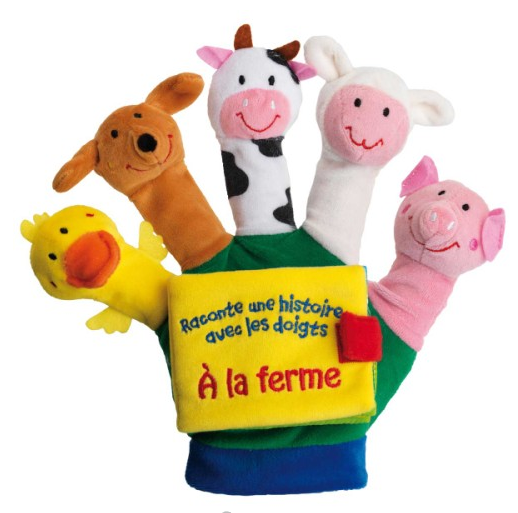 Raconte une histoire
avec les doigts
À la ferme